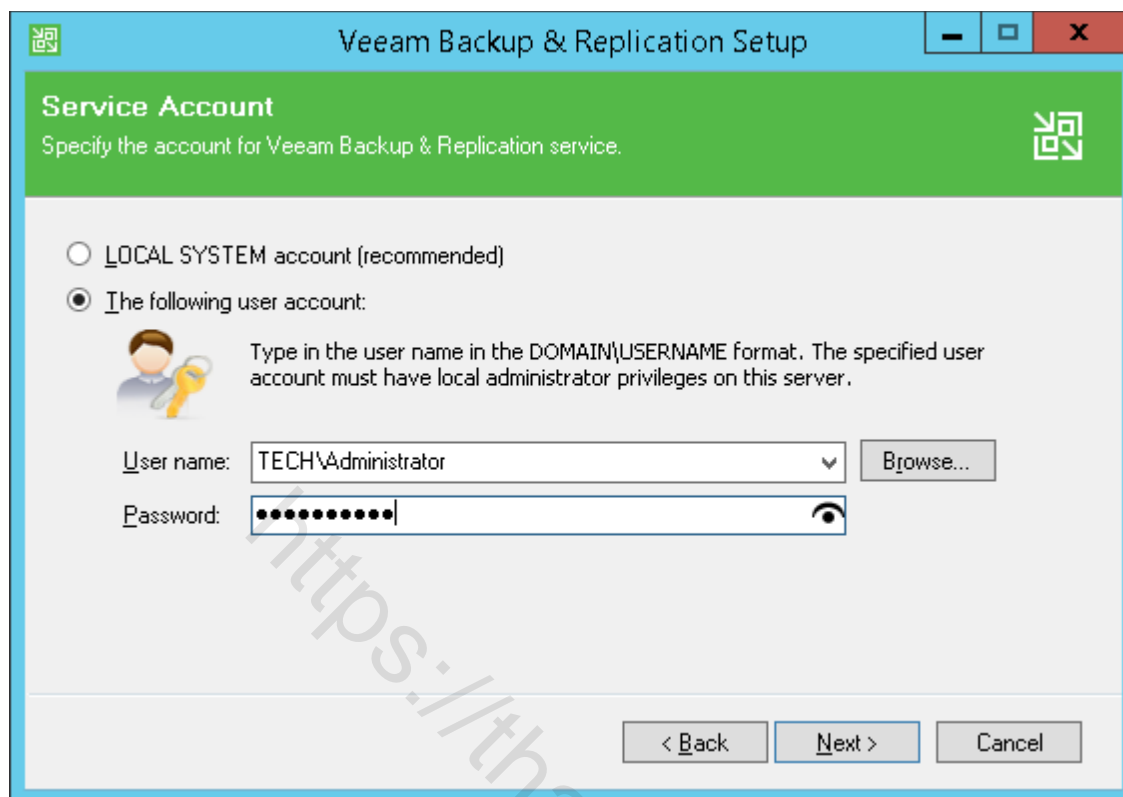 Veeam Backup & Replication Setup
Service Account
Specify the account for Veeam Backup & Replication service.
LOCAL SYSTEM account (recommended)
The following user account:
Type in the user name in the DOMAIN\USERNAME format. The specified user
account must have local administrator privileges on this server.
User name: TECH\Administrator Browse...
Password: ●●●●●●●●●●
https://th
< Back Next > Cancel